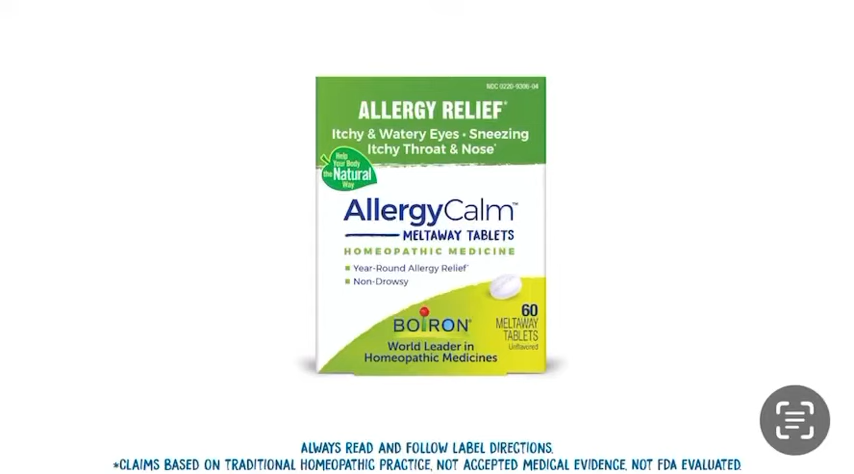 NDC 0220-9306-04
ALLERGY RELIEF*
Itchy & Watery Eyes • Sneezing
Itchy Throat & Nose*
Help
Your Body
the Natural
Way
AllergyCalm™
MELTAWAY TABLETS
HOMEOPATHIC MEDICINE
Year-Round Allergy Relief*
Non-Drowsy
BOIRON®
World Leader in
Homeopathic Medicines
60
MELTAWAY
TABLETS
Unflavored
ALWAYS READ AND FOLLOW LABEL DIRECTIONS.
*CLAIMS BASED ON TRADITIONAL HOMEOPATHIC PRACTICE, NOT ACCEPTED MEDICAL EVIDENCE. NOT FDA EVALUATED.